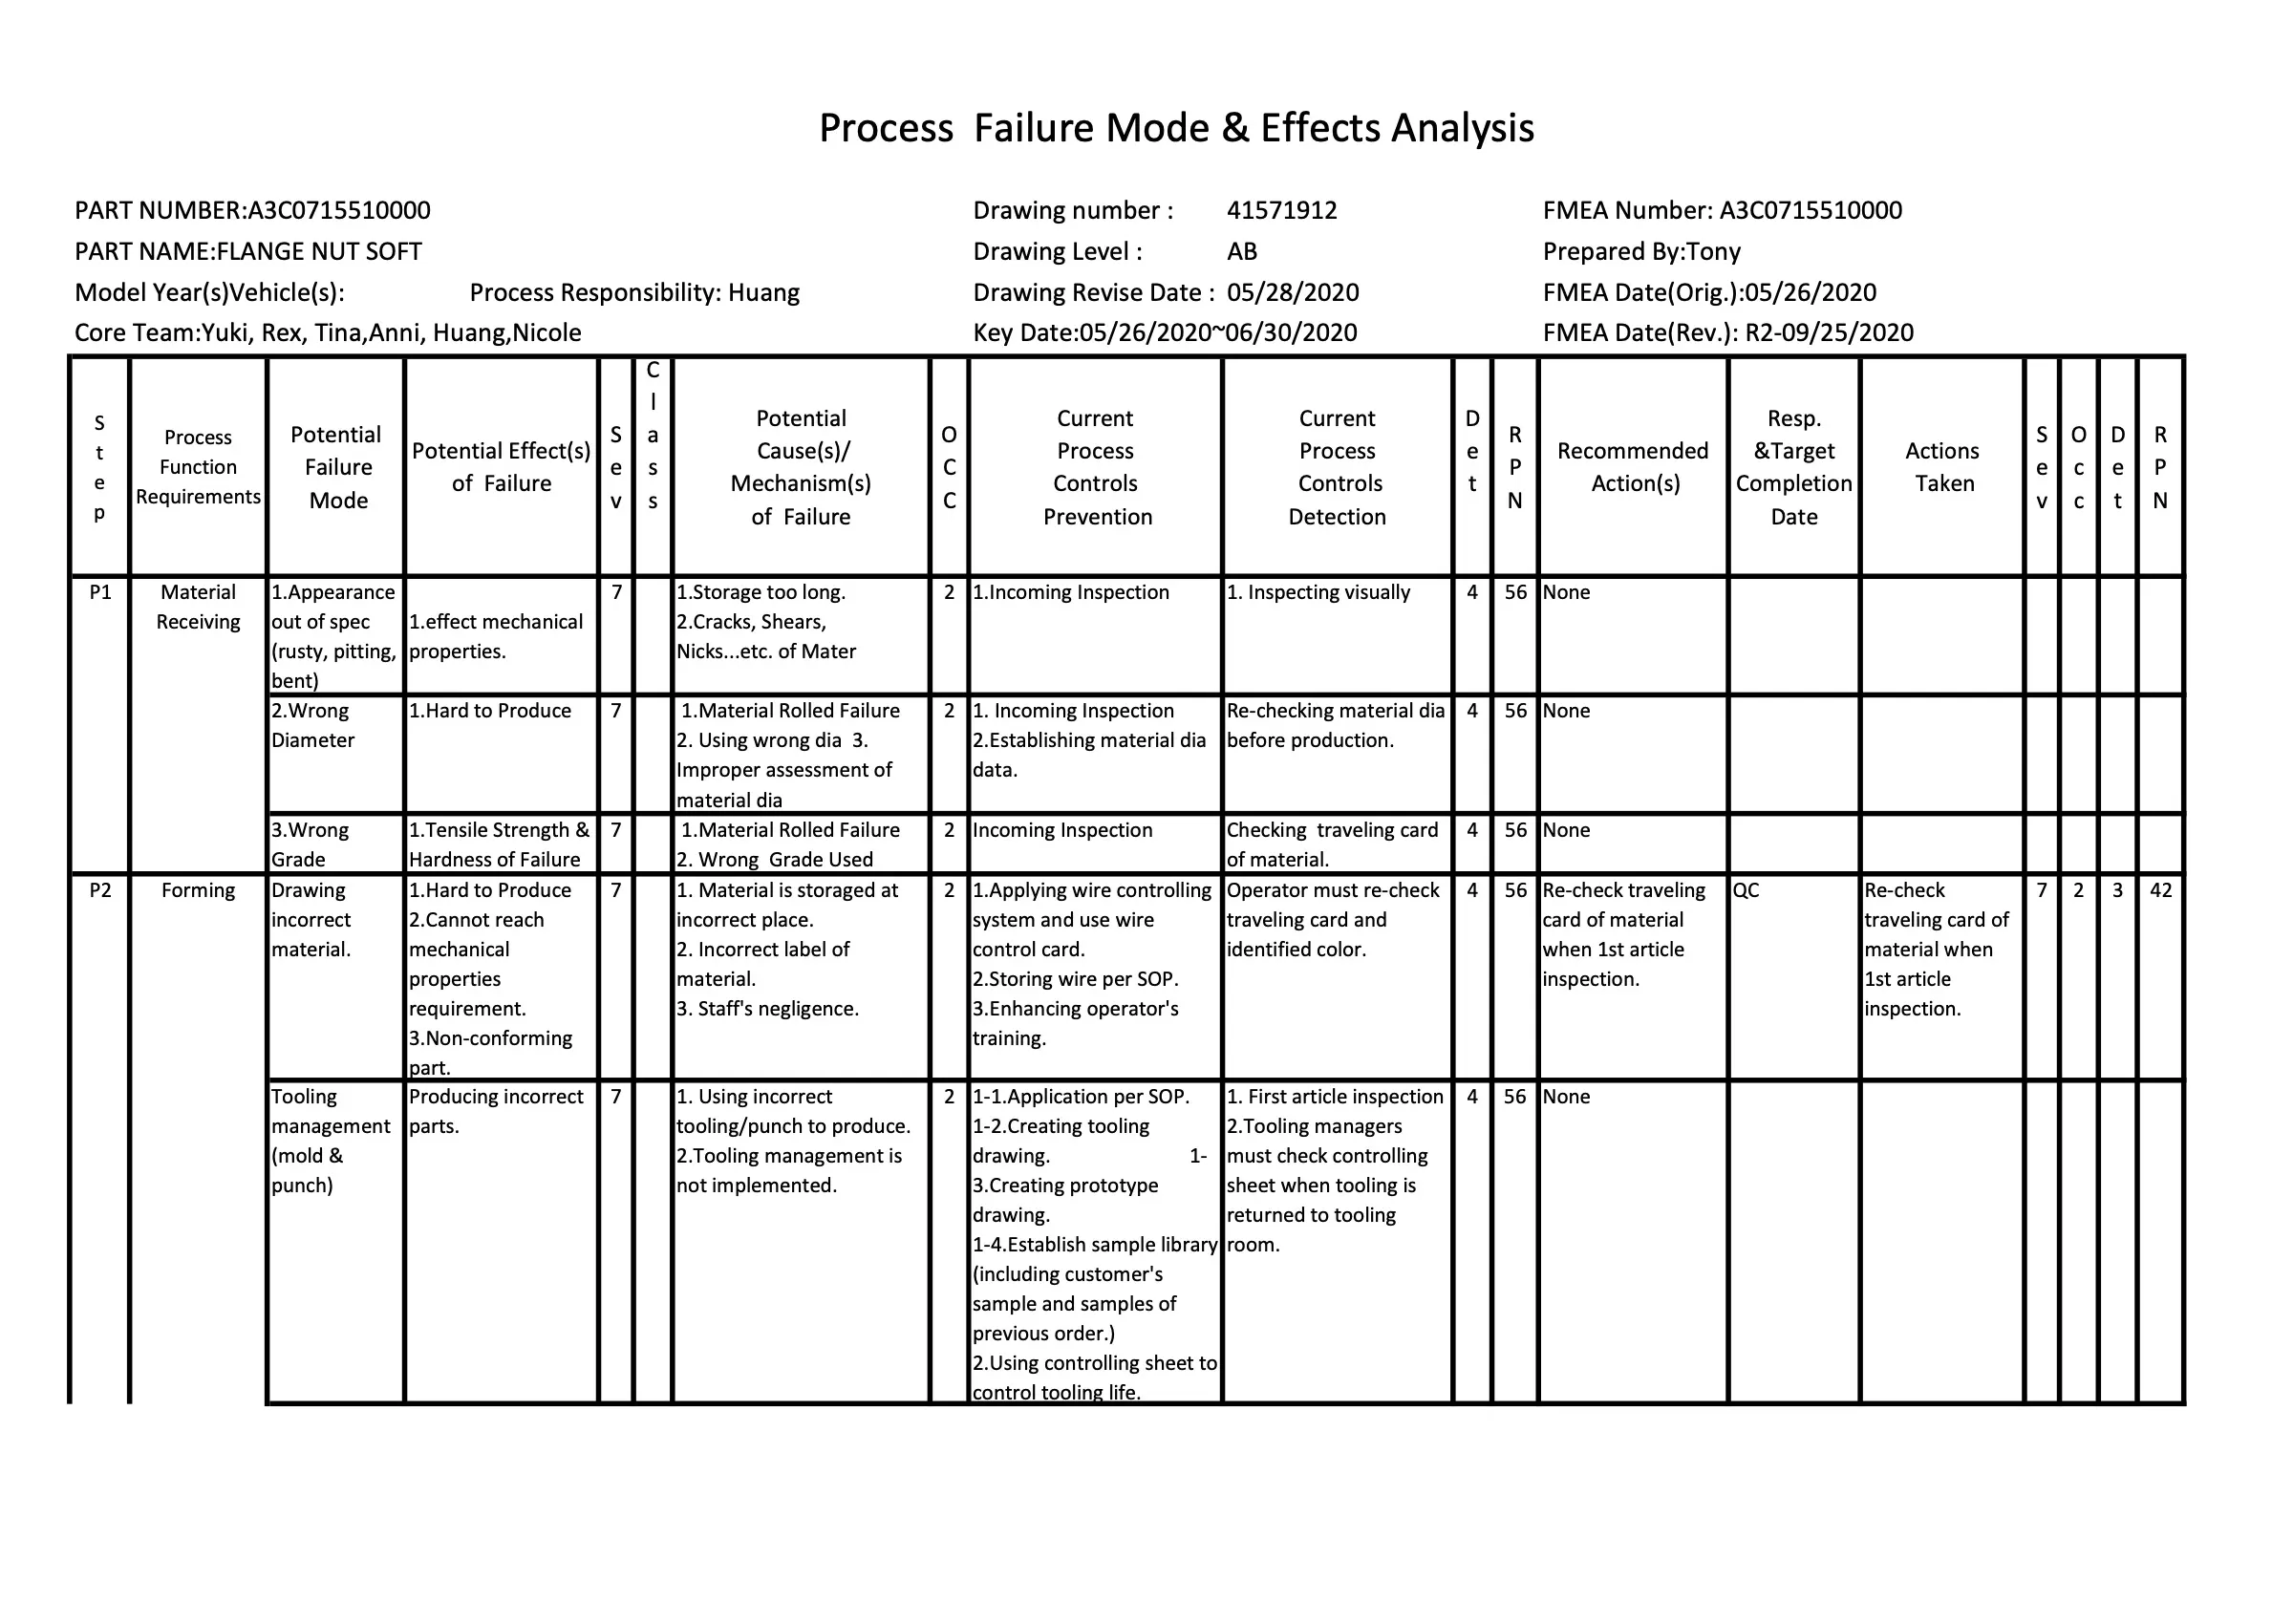 Process  Failure Mode & Effects Analysis
PART NUMBER:A3C0715510000
Drawing number :
41571912
FMEA Number: A3C0715510000
PART NAME:FLANGE NUT SOFT
Drawing Level :
AB
Prepared By:Tony
Model Year(s)Vehicle(s):
Process Responsibility: Huang
Drawing Revise Date :
05/28/2020
FMEA Date(Orig.):05/26/2020
Core Team:Yuki, Rex, Tina,Anni, Huang,Nicole
Key Date:05/26/2020~06/30/2020
FMEA Date(Rev.): R2-09/25/2020
Step
Process
Function
Requirements
Potential
Failure
Mode
Potential Effect(s)
of  Failure
Sev
Class
Potential
Cause(s)/
Mechanism(s)
of  Failure
OCC
Current
Process
Controls
Prevention
Current
Process
Controls
Detection
Det
RPN
Recommended
Action(s)
Resp.
&Target
Completion
Date
Actions
Taken
Sev
Occ
Det
RPN
P1
Material
Receiving
1.Appearance
out of spec
(rusty, pitting,
bent)
1.effect mechanical
properties.
7
1.Storage too long.
2.Cracks, Shears,
Nicks...etc. of Mater
2
1.Incoming Inspection
1. Inspecting visually
4
56
None
2.Wrong
Diameter
1.Hard to Produce
7
1.Material Rolled Failure
2. Using wrong dia  3.
Improper assessment of
material dia
2
1. Incoming Inspection
2.Establishing material dia
data.
Re-checking material dia
before production.
4
56
None
3.Wrong
Grade
1.Tensile Strength &
Hardness of Failure
7
1.Material Rolled Failure
2. Wrong  Grade Used
2
Incoming Inspection
Checking  traveling card
of material.
4
56
None
P2
Forming
Drawing
incorrect
material.
1.Hard to Produce
2.Cannot reach
mechanical
properties
requirement.
3.Non-conforming
part.
7
1. Material is storaged at
incorrect place.
2. Incorrect label of
material.
3. Staff's negligence.
2
1.Applying wire controlling
system and use wire
control card.
2.Storing wire per SOP.
3.Enhancing operator's
training.
Operator must re-check
traveling card and
identified color.
4
56
Re-check traveling
card of material
when 1st article
inspection.
QC
Re-check
traveling card of
material when
1st article
inspection.
7
2
3
42
Tooling
management
(mold &
punch)
Producing incorrect
parts.
7
1. Using incorrect
tooling/punch to produce.
2.Tooling management is
not implemented.
2
1-1.Application per SOP.
1-2.Creating tooling
drawing. 1-
3.Creating prototype
drawing.
1-4.Establish sample library
(including customer's
sample and samples of
previous order.)
2.Using controlling sheet to
control tooling life.
1. First article inspection
2.Tooling managers
must check controlling
sheet when tooling is
returned to tooling
room.
4
56
None